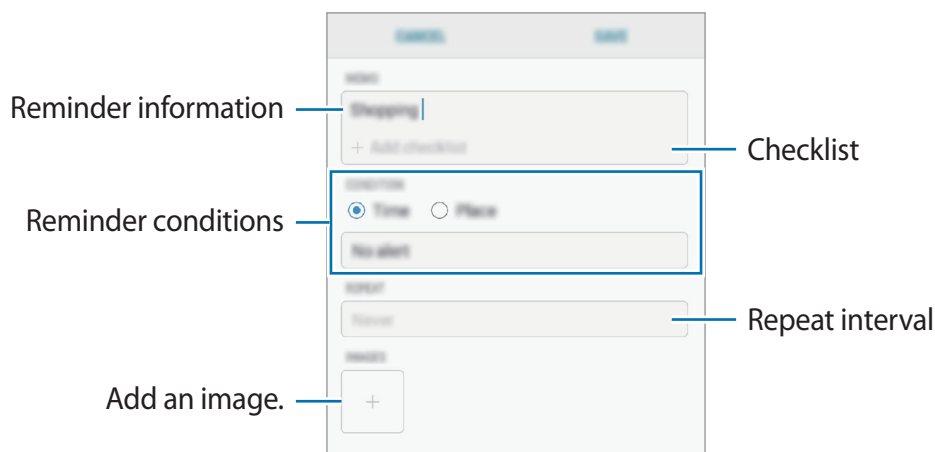 CANCEL SAVE
MEMO
Reminder information
Shopping
+ Add checklist
Checklist
CONDITION
Reminder conditions
Time Place
No alert
REPEAT
Never
Repeat interval
IMAGES
Add an image.
+